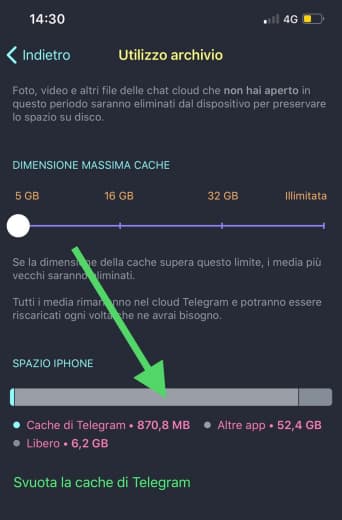 14:30
4G
Indietro
Utilizzo archivio
Foto, video e altri file delle chat cloud che non hai aperto in
questo periodo saranno eliminati dal dispositivo per preservare
lo spazio su disco.
DIMENSIONE MASSIMA CACHE
5 GB 16 GB 32 GB Illimitata
Se la dimensione della cache supera questo limite, i media più
vecchi saranno eliminati.
Tutti i media rimarranno nel cloud Telegram e potranno essere
riscaricati ogni volta che ne avrai bisogno.
SPAZIO IPHONE
Cache di Telegram • 870,8 MB Altre app • 52,4 GB
Libero • 6,2 GB
Svuota la cache di Telegram